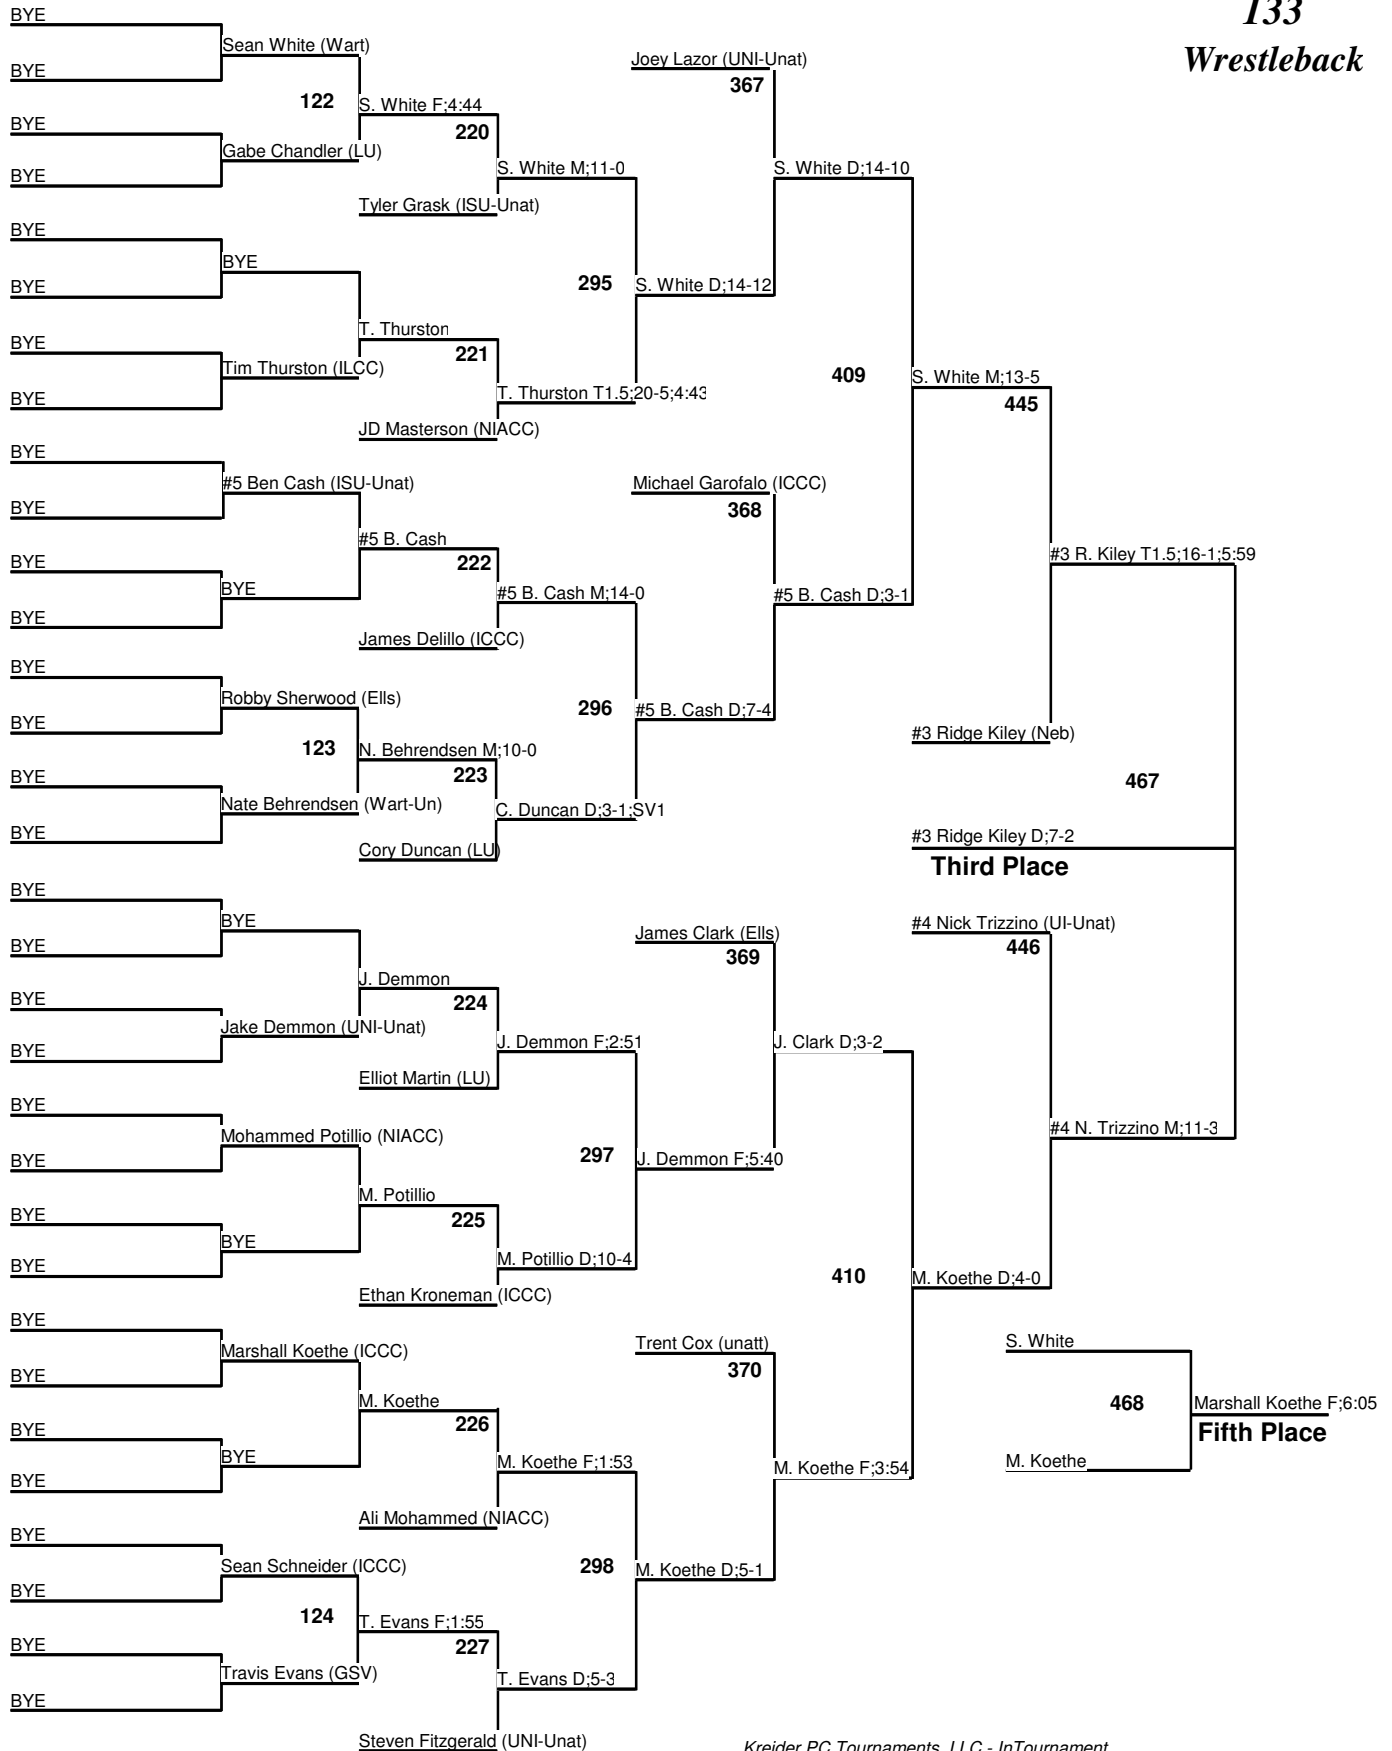 133
Wrestleback
BYE
Sean White (Wart)
BYE
122
S. White F;4:44
BYE
Gabe Chandler (LU)
BYE
220
S. White M;11-0
Tyler Grask (ISU-Unat)
BYE
BYE
BYE
295
S. White D;14-12
T. Thurston
BYE
Tim Thurston (ILCC)
BYE
221
T. Thurston T1.5;20-5;4:43
JD Masterson (NIACC)
Joey Lazor (UNI-Unat)
367
S. White D;14-10
409
S. White M;13-5
445
BYE
#5 Ben Cash (ISU-Unat)
BYE
#5 B. Cash
BYE
BYE
BYE
222
#5 B. Cash M;14-0
James Delillo (ICCC)
Michael Garofalo (ICCC)
368
#5 B. Cash D;3-1
BYE
Robby Sherwood (Ells)
BYE
123
N. Behrendsen M;10-0
BYE
Nate Behrendsen (Wart-Un)
BYE
223
C. Duncan D;3-1;SV1
Cory Duncan (LU)
296
#5 B. Cash D;7-4
#3 R. Kiley T1.5;16-1;5:59
#3 Ridge Kiley (Neb)
467
#3 Ridge Kiley D;7-2
Third Place
BYE
BYE
BYE
J. Demmon
BYE
Jake Demmon (UNI-Unat)
BYE
224
J. Demmon F;2:51
Elliot Martin (LU)
James Clark (Ells)
369
J. Clark D;3-2
#4 Nick Trizzino (UI-Unat)
446
#4 N. Trizzino M;11-3
BYE
Mohammed Potillio (NIACC)
BYE
297
J. Demmon F;5:40
M. Potillio
BYE
BYE
BYE
225
M. Potillio D;10-4
Ethan Kroneman (ICCC)
410
M. Koethe D;4-0
BYE
Marshall Koethe (ICCC)
BYE
M. Koethe
BYE
BYE
BYE
226
M. Koethe F;1:53
Ali Mohammed (NIACC)
Trent Cox (unatt)
370
M. Koethe F;3:54
S. White
468
Marshall Koethe F;6:05
Fifth Place
M. Koethe
BYE
Sean Schneider (ICCC)
BYE
298
M. Koethe D;5-1
124
T. Evans F;1:55
BYE
Travis Evans (GSV)
BYE
227
T. Evans D;5-3
Steven Fitzgerald (UNI-Unat)
Kreider PC Tournaments, LLC - InTournament